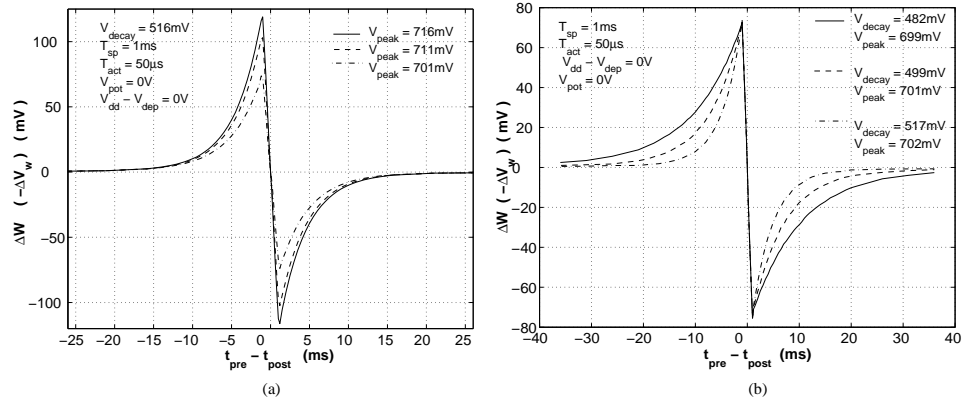 V_decay = 516mV
T_sp = 1ms
T_act = 50μs
V_pot = 0V
V_dd − V_dep = 0V
V_peak = 716mV
V_peak = 711mV
V_peak = 701mV
100
50
0
−50
−100
ΔW (−ΔV_w) (mV)
−25 −20 −15 −10 −5 0 5 10 15 20 25
t_pre − t_post (ms)
(a)
T_sp = 1ms
T_act = 50μs
V_dd − V_dep = 0V
V_pot = 0V
V_decay = 482mV
V_peak = 699mV
V_decay = 499mV
V_peak = 701mV
V_decay = 517mV
V_peak = 702mV
80
60
40
20
0
−20
−40
−60
−80
ΔW (−ΔV_w) (mV)
−40 −30 −20 −10 0 10 20 30 40
t_pre − t_post (ms)
(b)